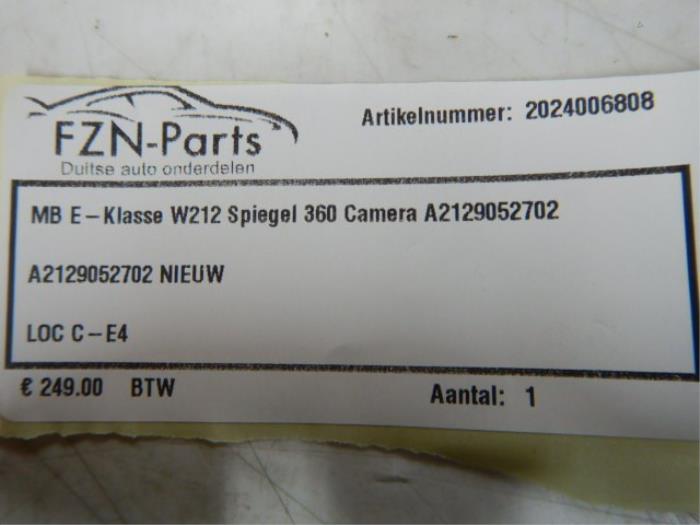 FZN-Parts
Duitse auto onderdelen
Artikelnummer: 2024006808
MB E-Klasse W212 Spiegel 360 Camera A2129052702
A2129052702 NIEUW
LOC C-E4
€ 249.00 BTW
Aantal: 1